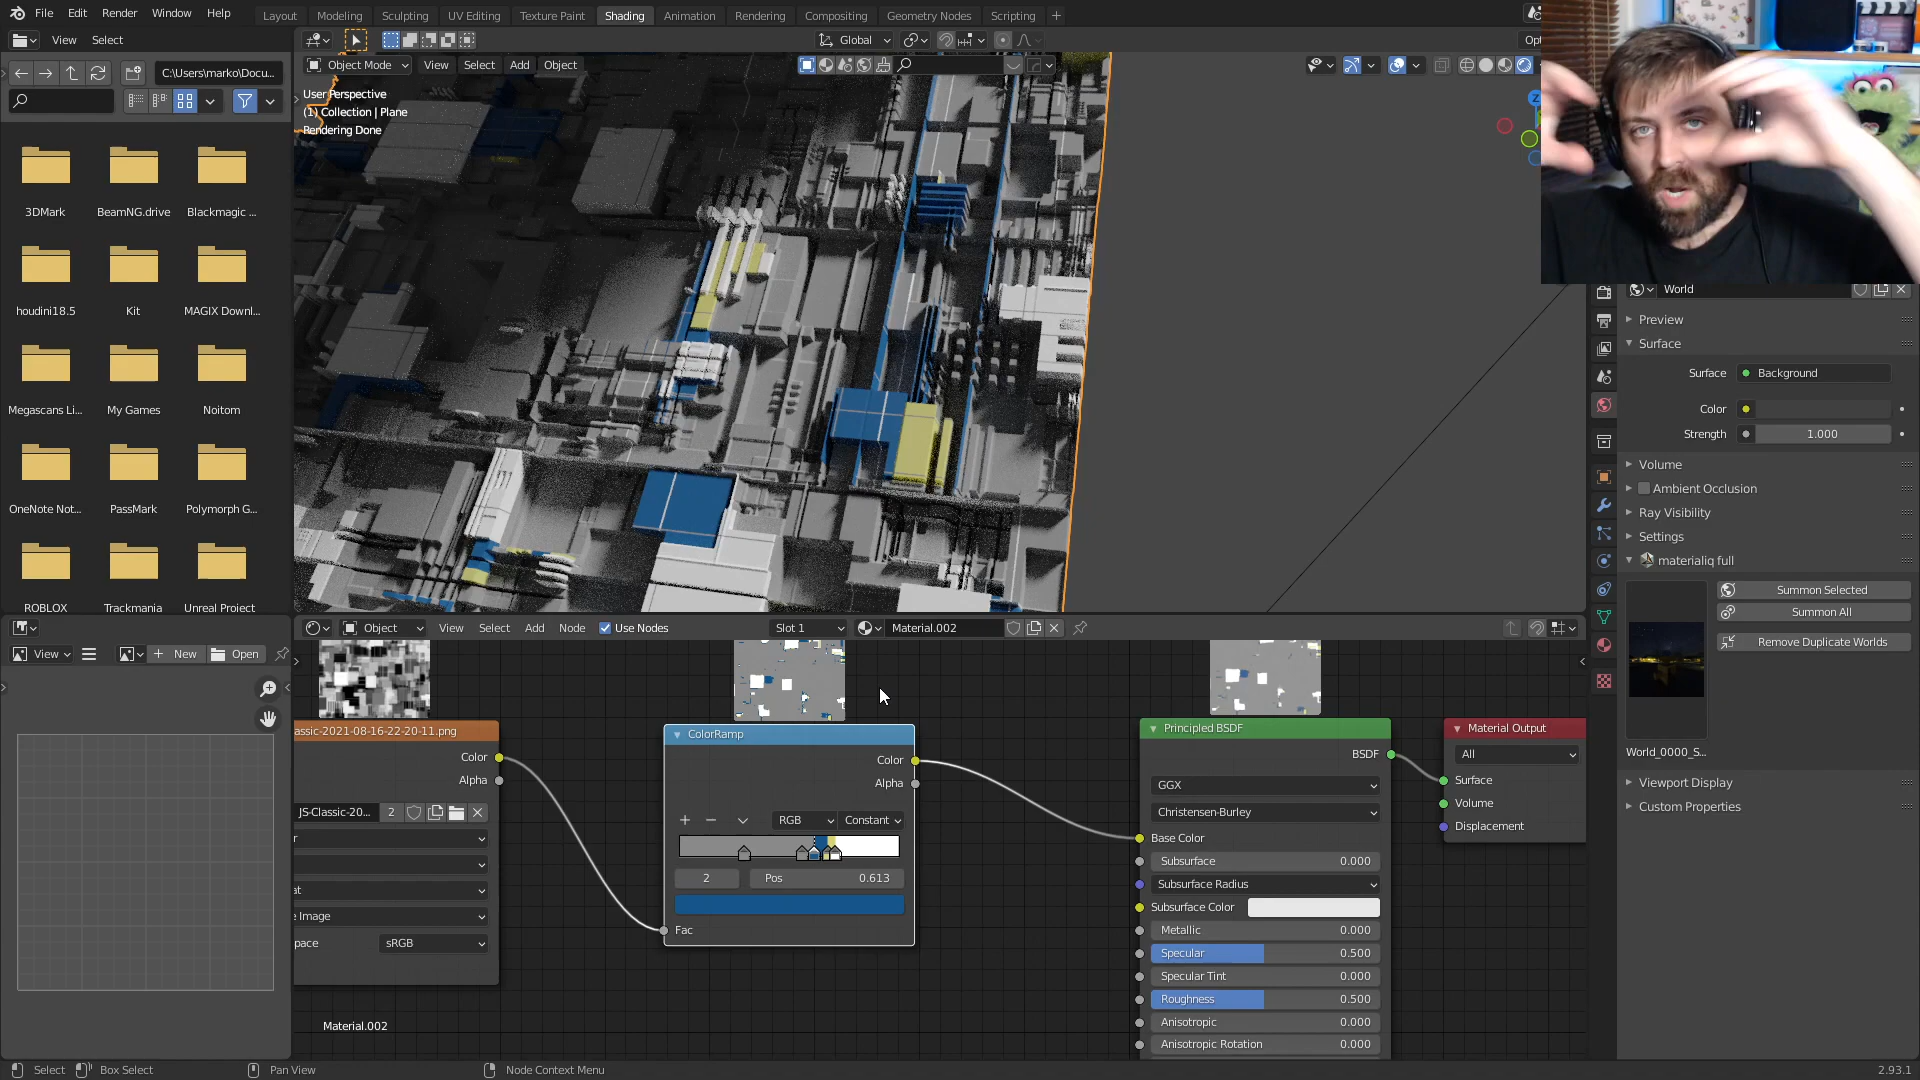 File Edit Render Window Help
Layout Modeling Sculpting UV Editing Texture Paint Shading Animation Rendering Compositing Geometry Nodes Scripting +
View Select
Global
Opt
C:\Users\marko\Docu...
Object Mode View Select Add Object
User Perspective
(1) Collection | Plane
Rendering Done
Z
3DMark BeamNG.drive Blackmagic ...
houdini18.5 Kit MAGIX Downl...
Megascans Li... My Games Noitom
OneNote Not... PassMark Polymorph G...
ROBLOX Trackmania Unreal Project
World
Preview
Surface
Surface Background
Color
Strength 1.000
Volume
Ambient Occlusion
Ray Visibility
Settings
materialiq full
Summon Selected
Summon All
Remove Duplicate Worlds
World_0000_S...
Viewport Display
Custom Properties
View + New Open
Object View Select Add Node Use Nodes Slot 1 Material.002
assic-2021-08-16-22-20-11.png
Color
Alpha
JS-Classic-20... 2
r
at
e Image
pace sRGB
Material.002
ColorRamp
Color
Alpha
+ − RGB Constant
2 Pos 0.613
Fac
Principled BSDF
BSDF
GGX
Christensen-Burley
Base Color
Subsurface 0.000
Subsurface Radius
Subsurface Color
Metallic 0.000
Specular 0.500
Specular Tint 0.000
Roughness 0.500
Anisotropic 0.000
Anisotropic Rotation 0.000
Material Output
All
Surface
Volume
Displacement
Select Box Select Pan View Node Context Menu 2.93.1